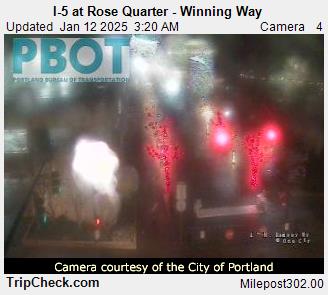 I-5 at Rose Quarter - Winning Way
Updated Jan 12 2025 3:20 AM Camera 4
PBOT
PORTLAND BUREAU OF TRANSPORTATION
Camera courtesy of the City of Portland
TripCheck.com Milepost302.00